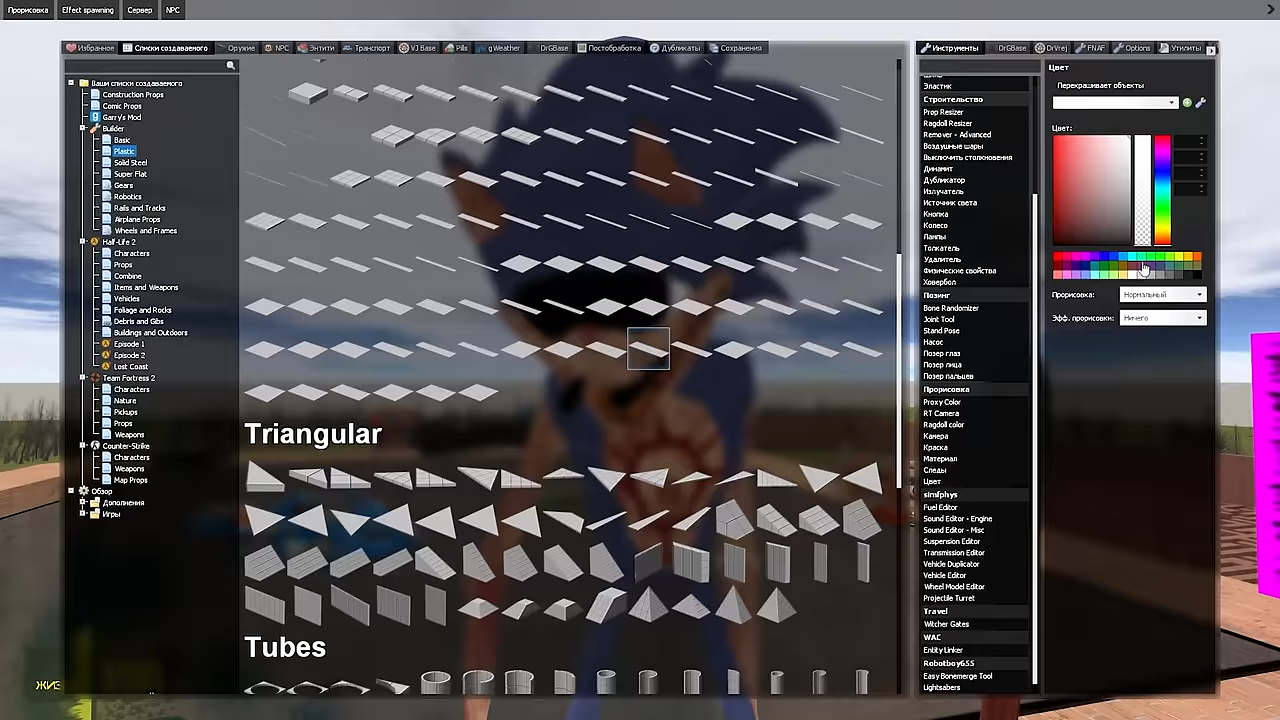 Прорисовка Effect spawning Сервер NPC
Избранное Списки создаваемого Оружие NPC Энтити Транспорт VJ Base Pills gWeather DrGBase Постобработка Дубликаты Сохранения
Ваши списки создаваемого
Construction Props
Comic Props
Garry's Mod
Builder
Basic
Plastic
Solid Steel
Super Flat
Gears
Robotics
Rails and Tracks
Airplane Props
Wheels and Frames
Half-Life 2
Characters
Props
Combine
Items and Weapons
Vehicles
Foliage and Rocks
Debris and Gibs
Buildings and Outdoors
Episode 1
Episode 2
Lost Coast
Team Fortress 2
Characters
Nature
Pickups
Props
Weapons
Counter-Strike
Characters
Weapons
Map Props
Обзор
Дополнения
Игры
Triangular
Tubes
Инструменты DrGBase DrVrej FNAF Options Утилиты
Эластик
Строительство
Prop Resizer
Ragdoll Resizer
Remover - Advanced
Воздушные шары
Выключить столкновения
Динамит
Дубликатор
Излучатель
Источник света
Кнопка
Колесо
Лампы
Толкатель
Удалитель
Физические свойства
Ховербол
Позинг
Bone Randomizer
Joint Tool
Stand Pose
Насос
Позер глаз
Позер лица
Позер пальцев
Прорисовка
Proxy Color
RT Camera
Ragdoll color
Камера
Краска
Материал
Следы
Цвет
simfphys
Fuel Editor
Sound Editor - Engine
Sound Editor - Misc
Suspension Editor
Transmission Editor
Vehicle Duplicator
Vehicle Editor
Wheel Model Editor
Projectile Turret
Travel
Witcher Gates
WAC
Entity Linker
Robotboy655
Easy Bonemerge Tool
Lightsabers
Цвет
Перекрашивает объекты
Цвет:
Прорисовка: Нормальный
Эфф. прорисовки: Ничего
ЖИЕ